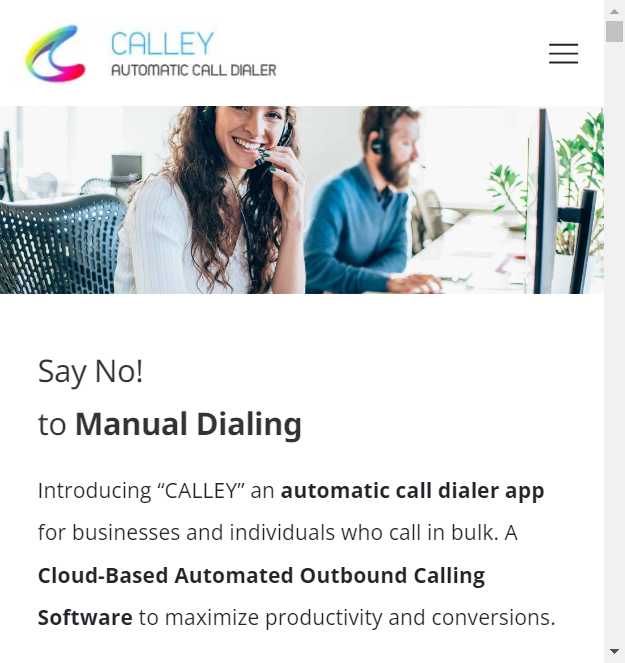 CALLEY
AUTOMATIC CALL DIALER
Say No!
to Manual Dialing
Introducing “CALLEY” an automatic call dialer app
for businesses and individuals who call in bulk. A
Cloud-Based Automated Outbound Calling
Software to maximize productivity and conversions.